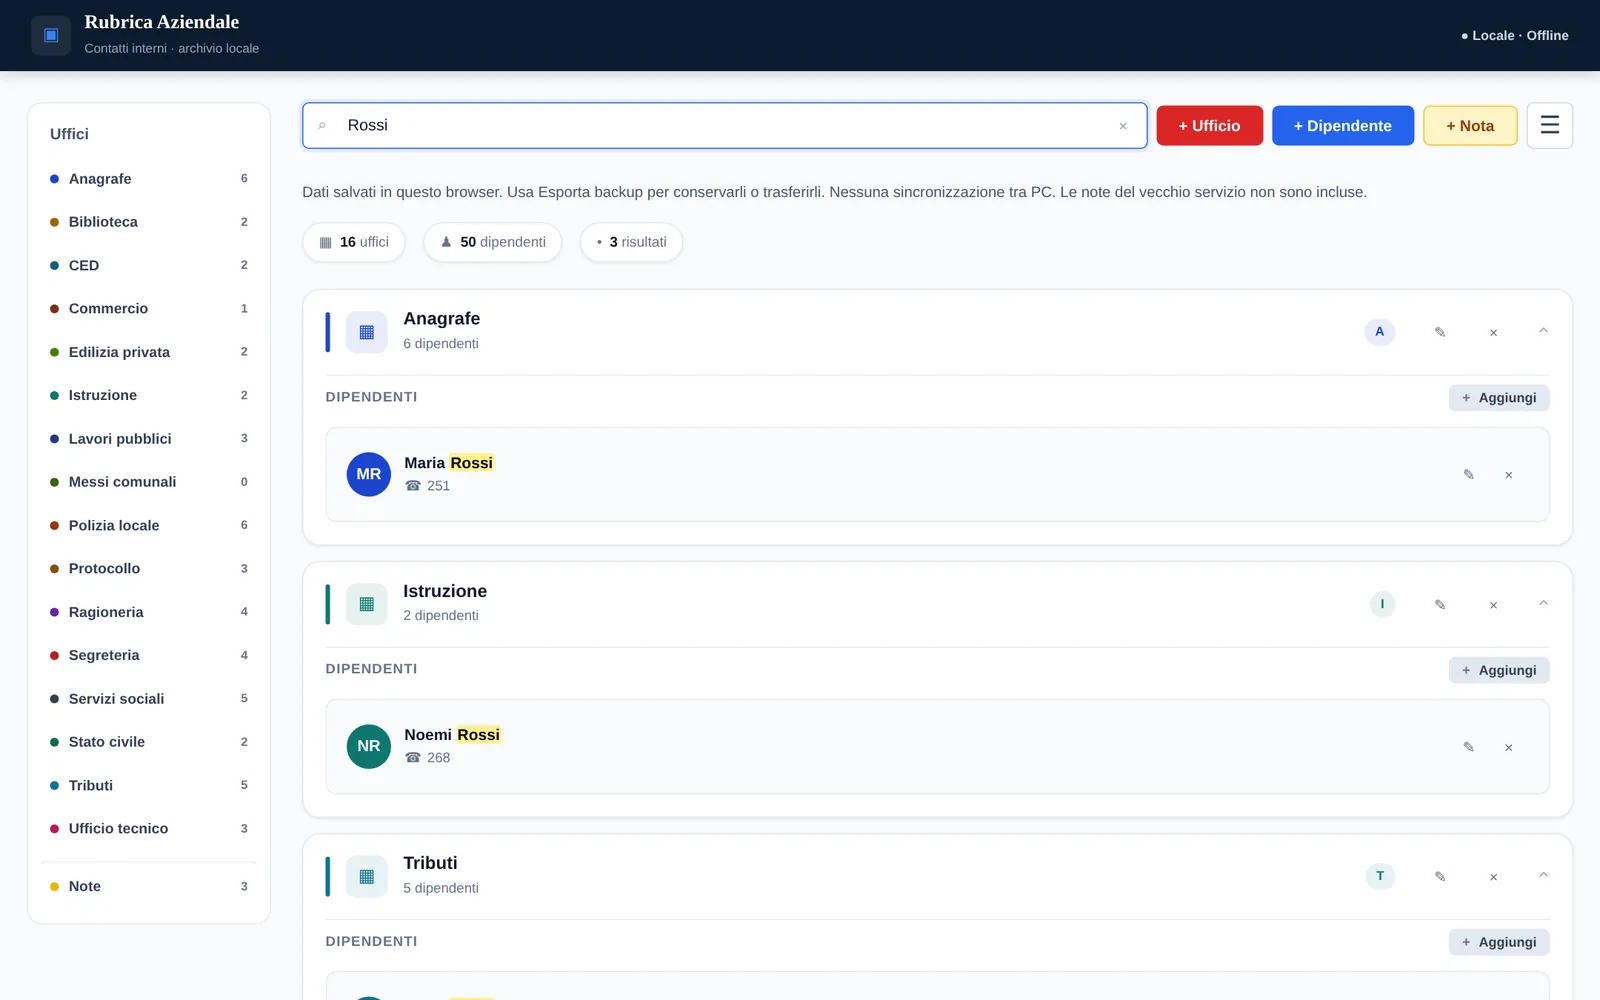 Rubrica Aziendale
Contatti interni · archivio locale
● Locale · Offline
Uffici
Anagrafe 6
Biblioteca 2
CED 2
Commercio 1
Edilizia privata 2
Istruzione 2
Lavori pubblici 3
Messi comunali 0
Polizia locale 6
Protocollo 3
Ragioneria 4
Segreteria 4
Servizi sociali 5
Stato civile 2
Tributi 5
Ufficio tecnico 3
Note 3
Rossi ×
+ Ufficio
+ Dipendente
+ Nota
☰
Dati salvati in questo browser. Usa Esporta backup per conservarli o trasferirli. Nessuna sincronizzazione tra PC. Le note del vecchio servizio non sono incluse.
16 uffici
50 dipendenti
• 3 risultati
Anagrafe
6 dipendenti
A
DIPENDENTI
+ Aggiungi
MR
Maria Rossi
☎ 251
Istruzione
2 dipendenti
I
DIPENDENTI
+ Aggiungi
NR
Noemi Rossi
☎ 268
Tributi
5 dipendenti
T
DIPENDENTI
+ Aggiungi